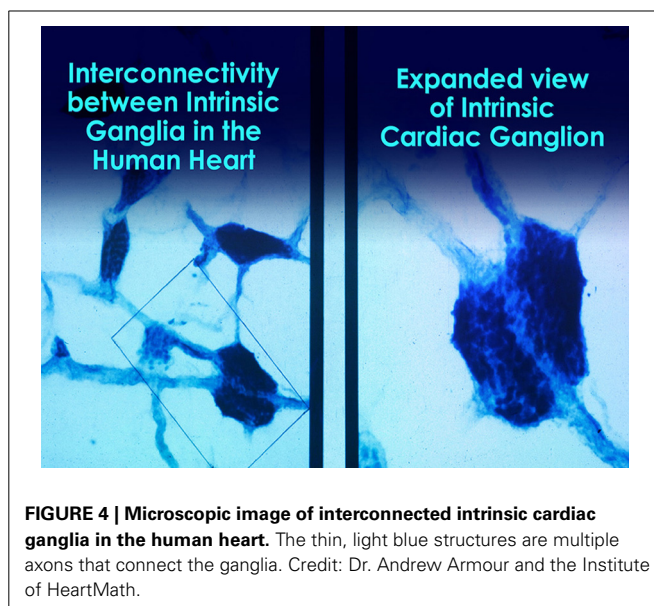 Interconnectivity
between Intrinsic
Ganglia in the
Human Heart
Expanded view
of Intrinsic
Cardiac Ganglion
FIGURE 4 | Microscopic image of interconnected intrinsic cardiac
ganglia in the human heart. The thin, light blue structures are multiple
axons that connect the ganglia. Credit: Dr. Andrew Armour and the Institute
of HeartMath.